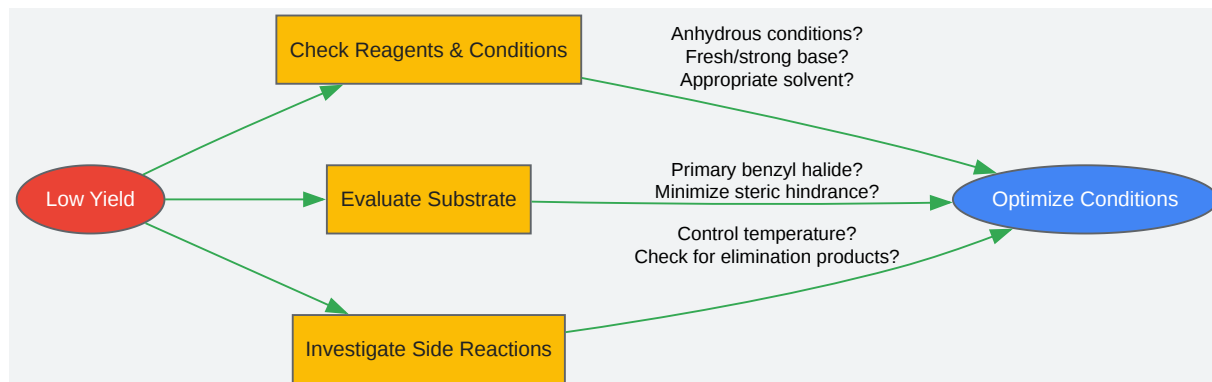 Check Reagents & Conditions
Anhydrous conditions?
Fresh/strong base?
Appropriate solvent?
Low Yield
Evaluate Substrate
Primary benzyl halide?
Minimize steric hindrance?
Optimize Conditions
Control temperature?
Check for elimination products?
Investigate Side Reactions